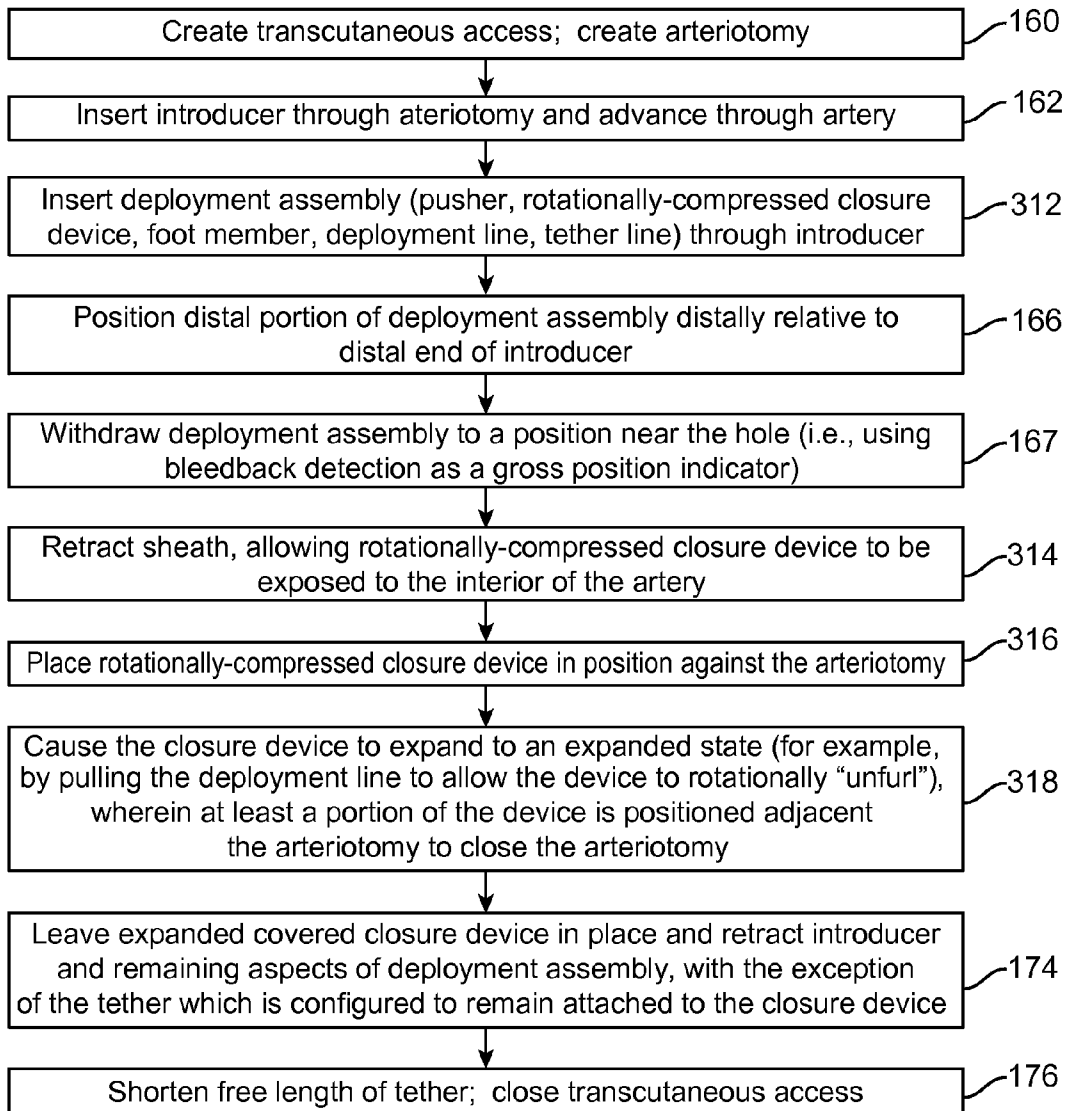 Create transcutaneous access; create arteriotomy
160
Insert introducer through ateriotomy and advance through artery
162
Insert deployment assembly (pusher, rotationally-compressed closure
device, foot member, deployment line, tether line) through introducer
312
Position distal portion of deployment assembly distally relative to
distal end of introducer
166
Withdraw deployment assembly to a position near the hole (i.e., using
bleedback detection as a gross position indicator)
167
Retract sheath, allowing rotationally-compressed closure device to be
exposed to the interior of the artery
314
Place rotationally-compressed closure device in position against the arteriotomy
316
Cause the closure device to expand to an expanded state (for example,
by pulling the deployment line to allow the device to rotationally “unfurl”),
wherein at least a portion of the device is positioned adjacent
the arteriotomy to close the arteriotomy
318
Leave expanded covered closure device in place and retract introducer
and remaining aspects of deployment assembly, with the exception
of the tether which is configured to remain attached to the closure device
174
Shorten free length of tether; close transcutaneous access
176